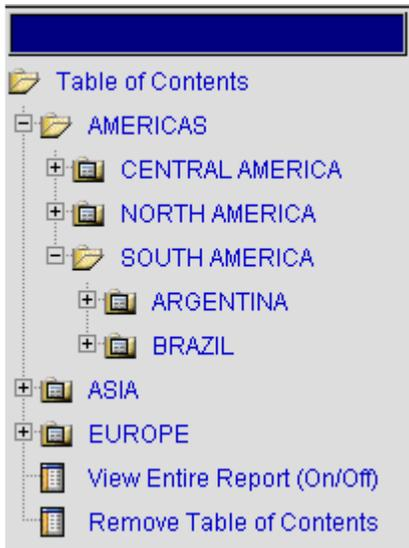 Table of Contents
AMERICAS
CENTRAL AMERICA
NORTH AMERICA
SOUTH AMERICA
ARGENTINA
BRAZIL
ASIA
EUROPE
View Entire Report (On/Off)
Remove Table of Contents